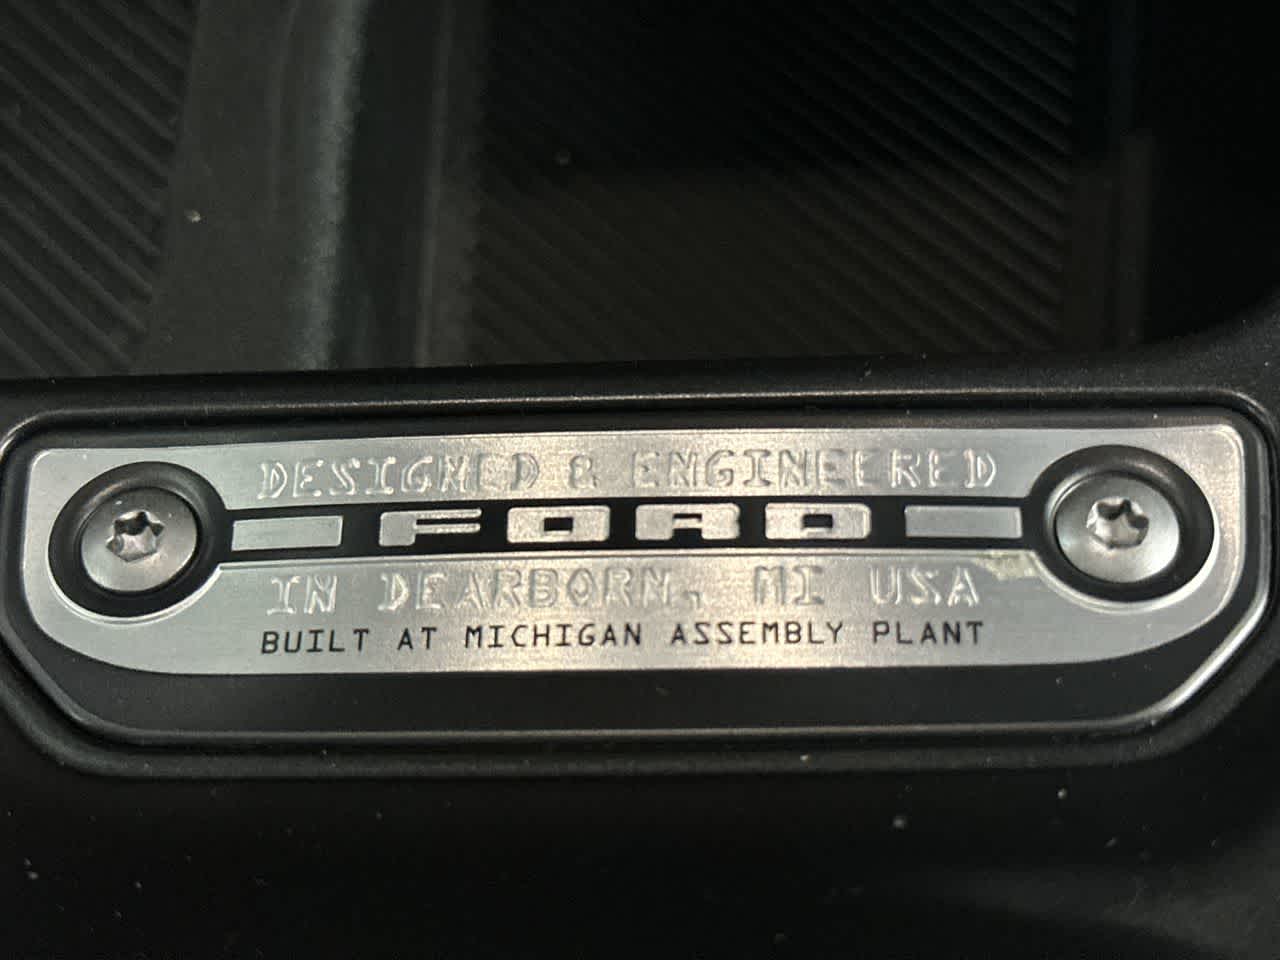 DESIGNED & ENGINEERED
FORD
IN DEARBORN, MI USA
BUILT AT MICHIGAN ASSEMBLY PLANT